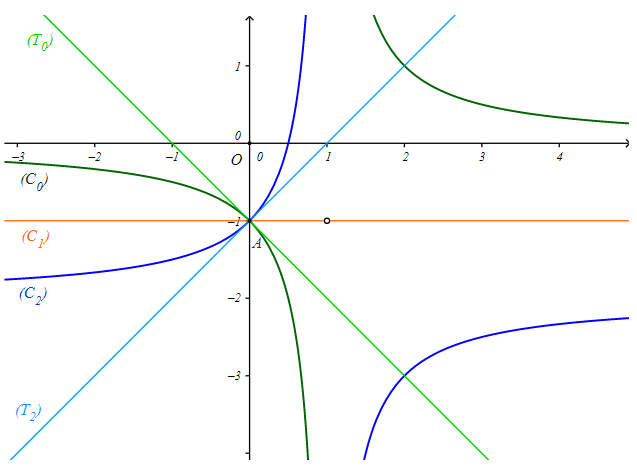 (T₀)
1
0
−3
−2
−1
O
0
1
2
3
4
(C₀)
−1
(C₁)
A
(C₂)
−2
−3
(T₂)